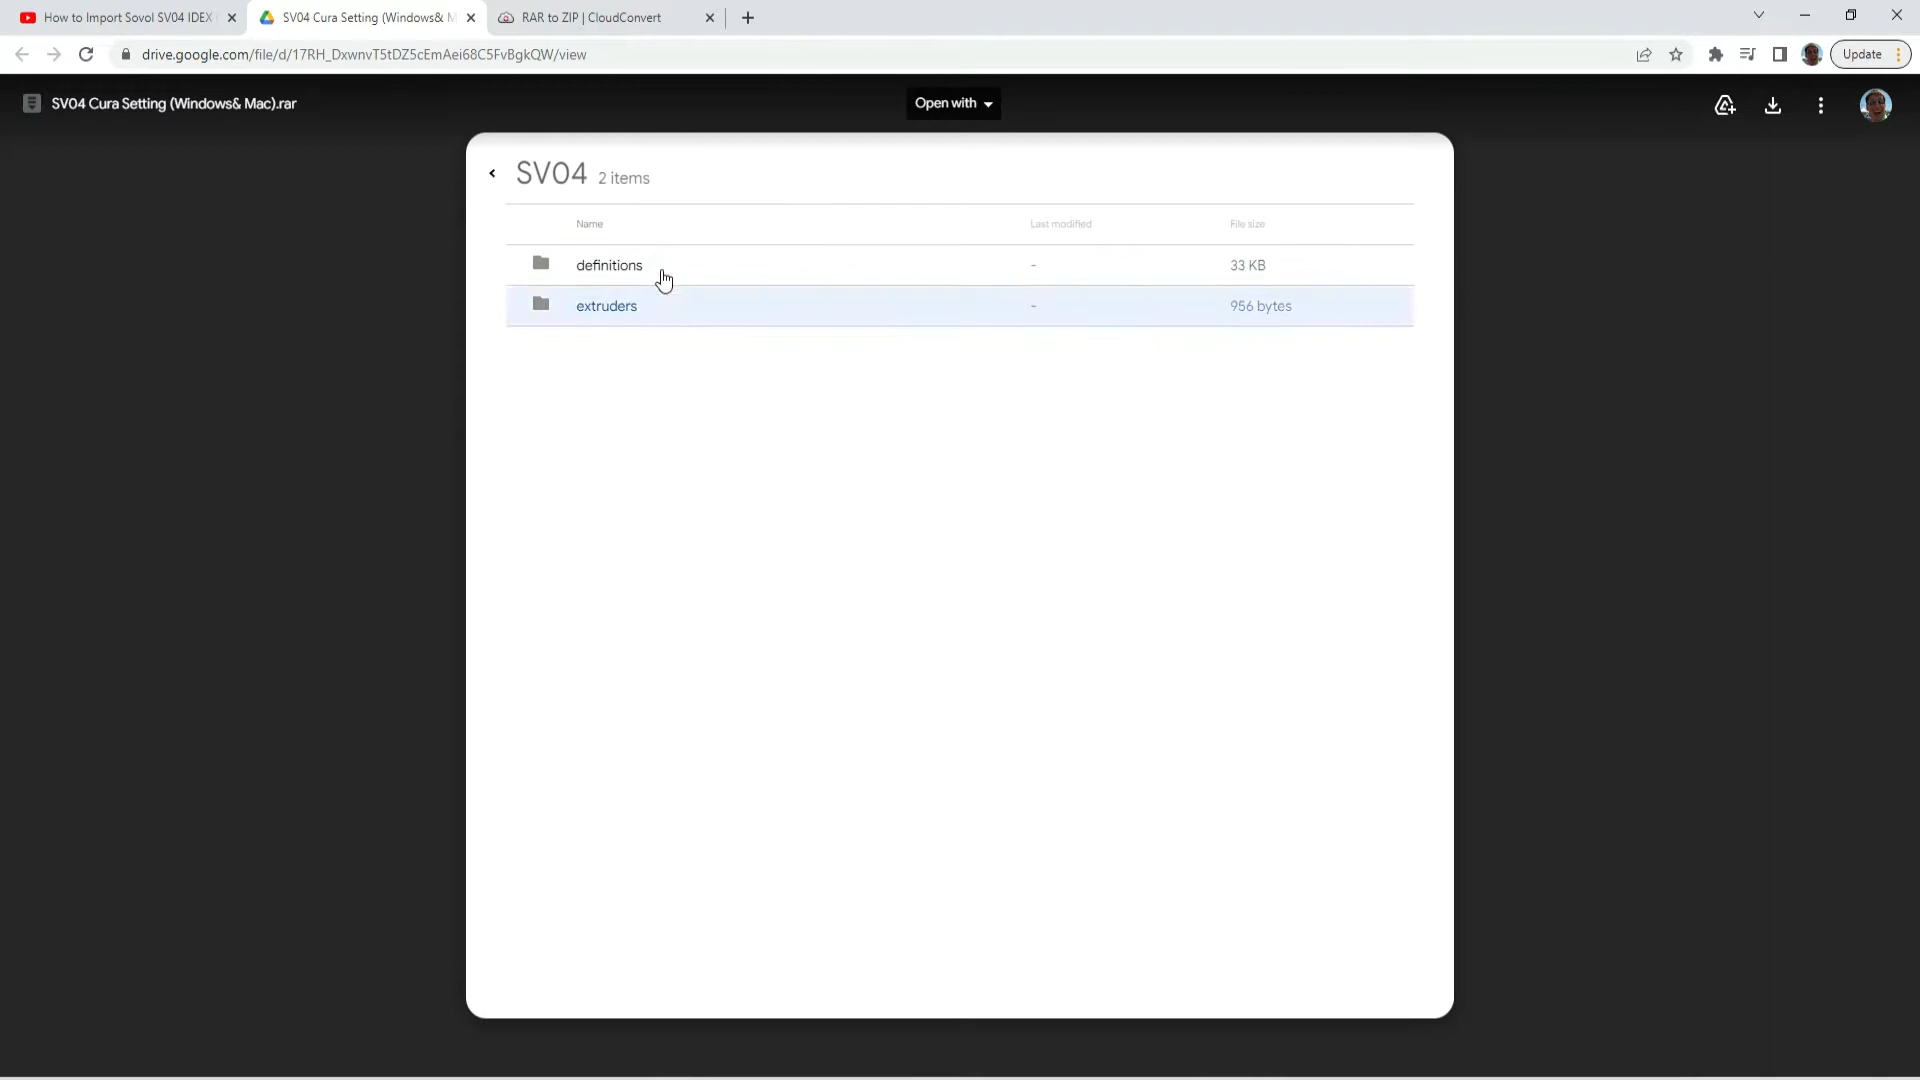 How to Import Sovol SV04 IDEX
SV04 Cura Setting (Windows& M
RAR to ZIP | CloudConvert
drive.google.com/file/d/17RH_DxwnvT5tDZ5cEmAei68C5FvBgkQW/view
Update
SV04 Cura Setting (Windows& Mac).rar
Open with
SV04 2 items
Name Last modified File size
definitions - 33 KB
extruders - 956 bytes